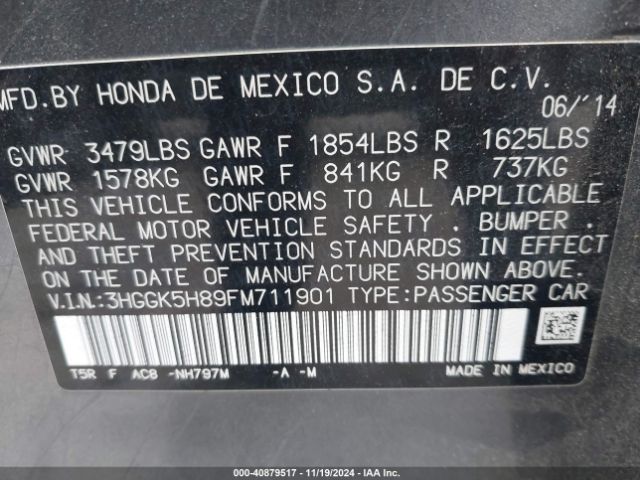 MFD.BY HONDA DE MEXICO S.A. DE C.V.
06/'14
GVWR 3479LBS GAWR F 1854LBS R 1625LBS
GVWR 1578KG GAWR F 841KG R 737KG
THIS VEHICLE CONFORMS TO ALL APPLICABLE
FEDERAL MOTOR VEHICLE SAFETY . BUMPER .
AND THEFT PREVENTION STANDARDS IN EFFECT
ON THE DATE OF MANUFACTURE SHOWN ABOVE.
V.I.N.:3HGGK5H89FM711901 TYPE:PASSENGER CAR
T5R F AC8 -NH797M -A -M MADE IN MEXICO
000-40879517 - 11/19/2024 - IAA Inc.